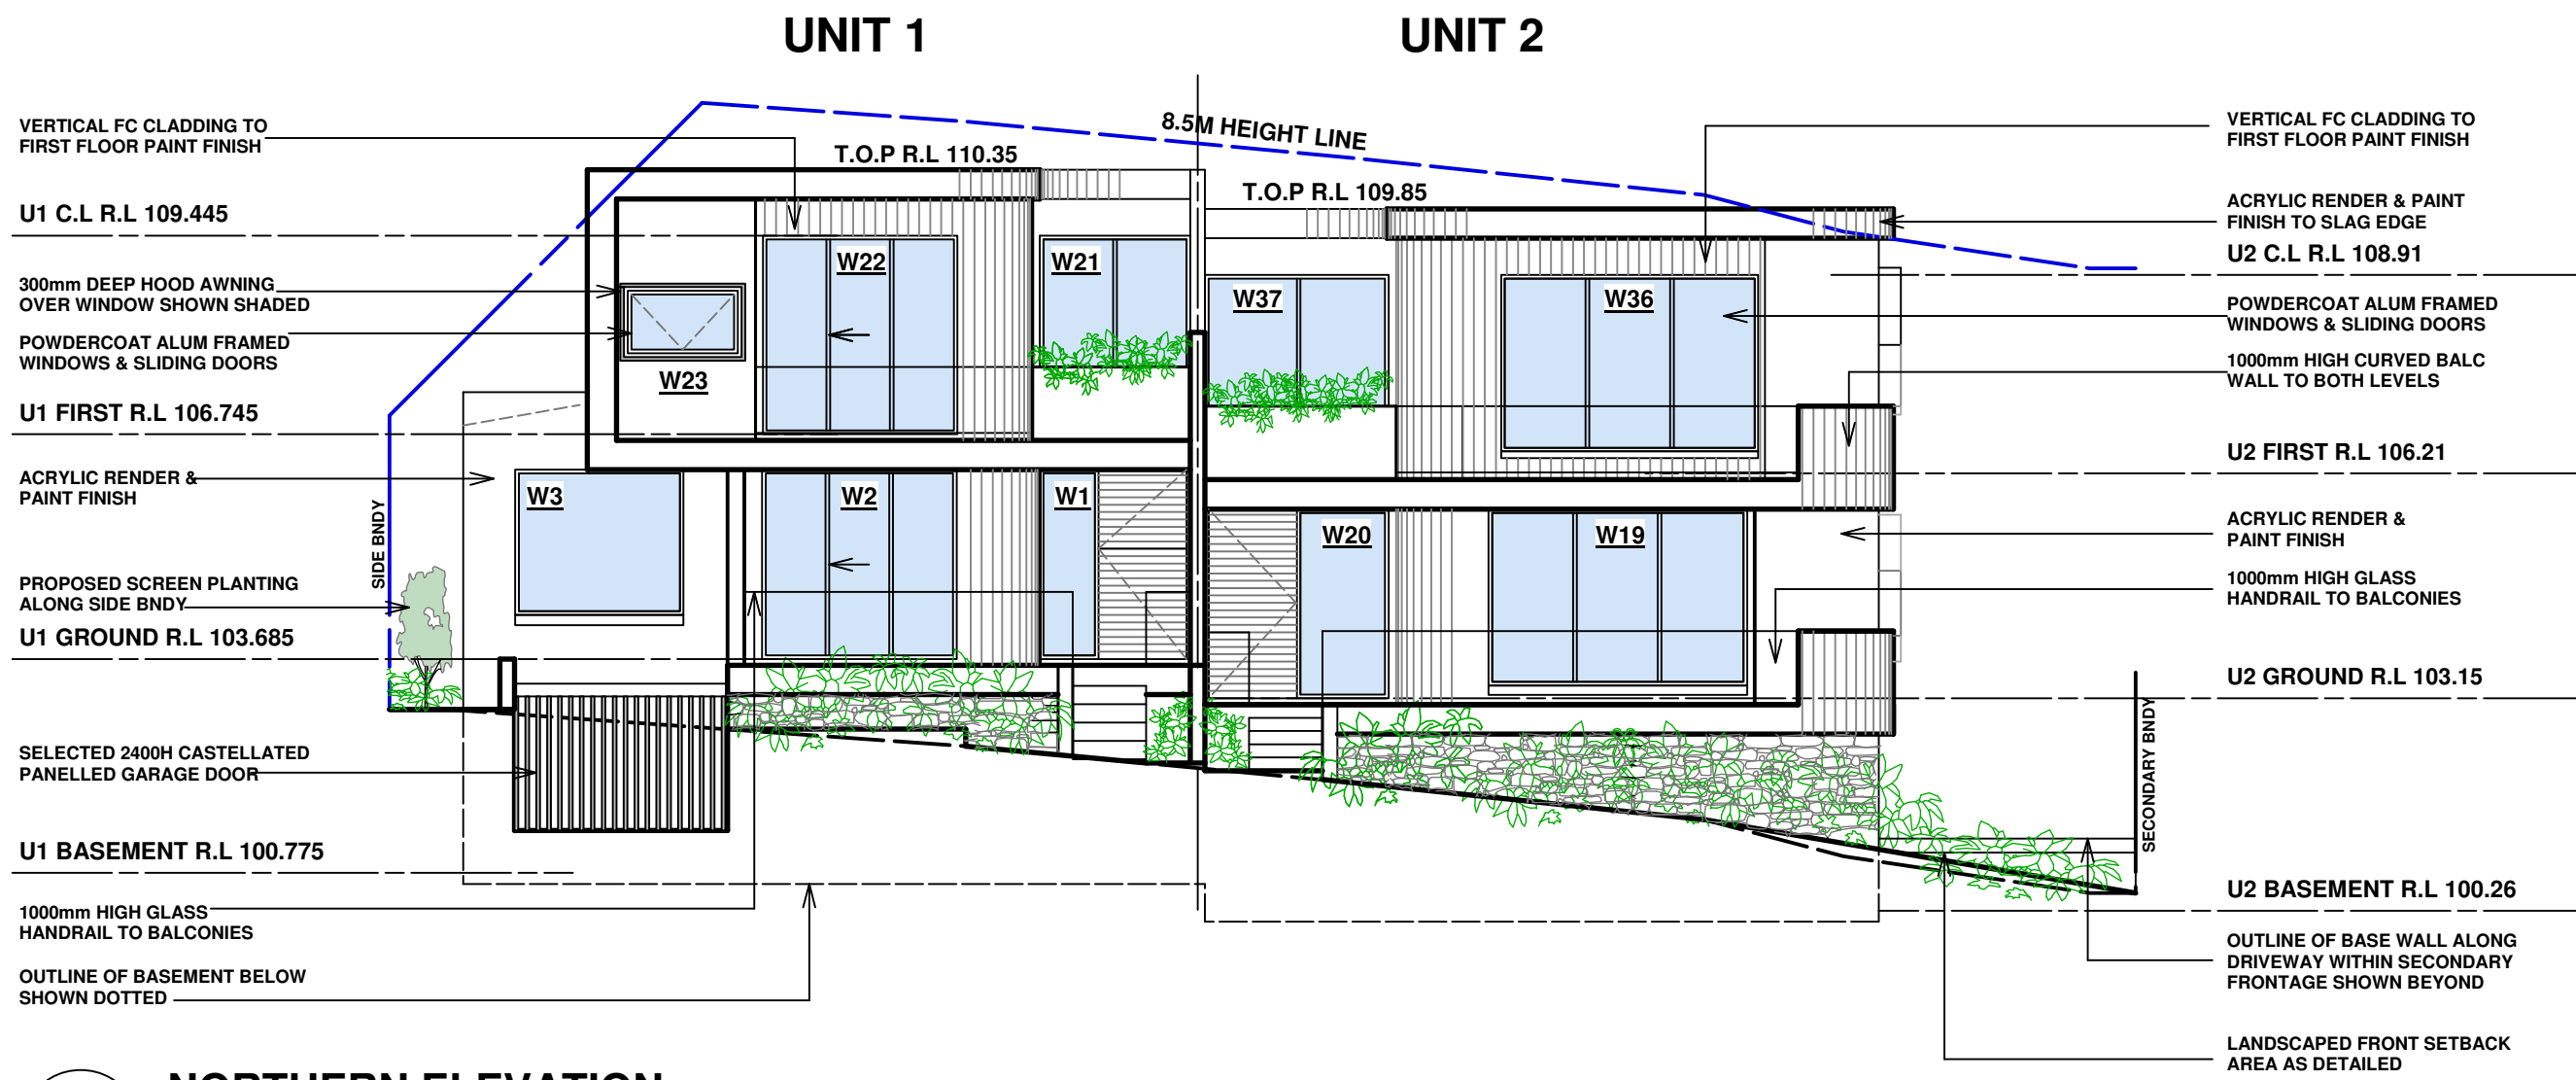 UNIT 1
UNIT 2
VERTICAL FC CLADDING TO
FIRST FLOOR PAINT FINISH
U1 C.L R.L 109.445
300mm DEEP HOOD AWNING
OVER WINDOW SHOWN SHADED
POWDERCOAT ALUM FRAMED
WINDOWS & SLIDING DOORS
U1 FIRST R.L 106.745
ACRYLIC RENDER &
PAINT FINISH
PROPOSED SCREEN PLANTING
ALONG SIDE BNDY
U1 GROUND R.L 103.685
SELECTED 2400H CASTELLATED
PANELLED GARAGE DOOR
U1 BASEMENT R.L 100.775
1000mm HIGH GLASS
HANDRAIL TO BALCONIES
OUTLINE OF BASEMENT BELOW
SHOWN DOTTED
SIDE BNDY
8.5M HEIGHT LINE
T.O.P R.L 110.35
T.O.P R.L 109.85
W22
W21
W37
W36
W23
W3
W2
W1
W20
W19
SECONDARY BNDY
VERTICAL FC CLADDING TO
FIRST FLOOR PAINT FINISH
ACRYLIC RENDER & PAINT
FINISH TO SLAG EDGE
U2 C.L R.L 108.91
POWDERCOAT ALUM FRAMED
WINDOWS & SLIDING DOORS
1000mm HIGH CURVED BALC
WALL TO BOTH LEVELS
U2 FIRST R.L 106.21
ACRYLIC RENDER &
PAINT FINISH
1000mm HIGH GLASS
HANDRAIL TO BALCONIES
U2 GROUND R.L 103.15
U2 BASEMENT R.L 100.26
OUTLINE OF BASE WALL ALONG
DRIVEWAY WITHIN SECONDARY
FRONTAGE SHOWN BEYOND
LANDSCAPED FRONT SETBACK
AREA AS DETAILED
NORTHERN ELEVATION